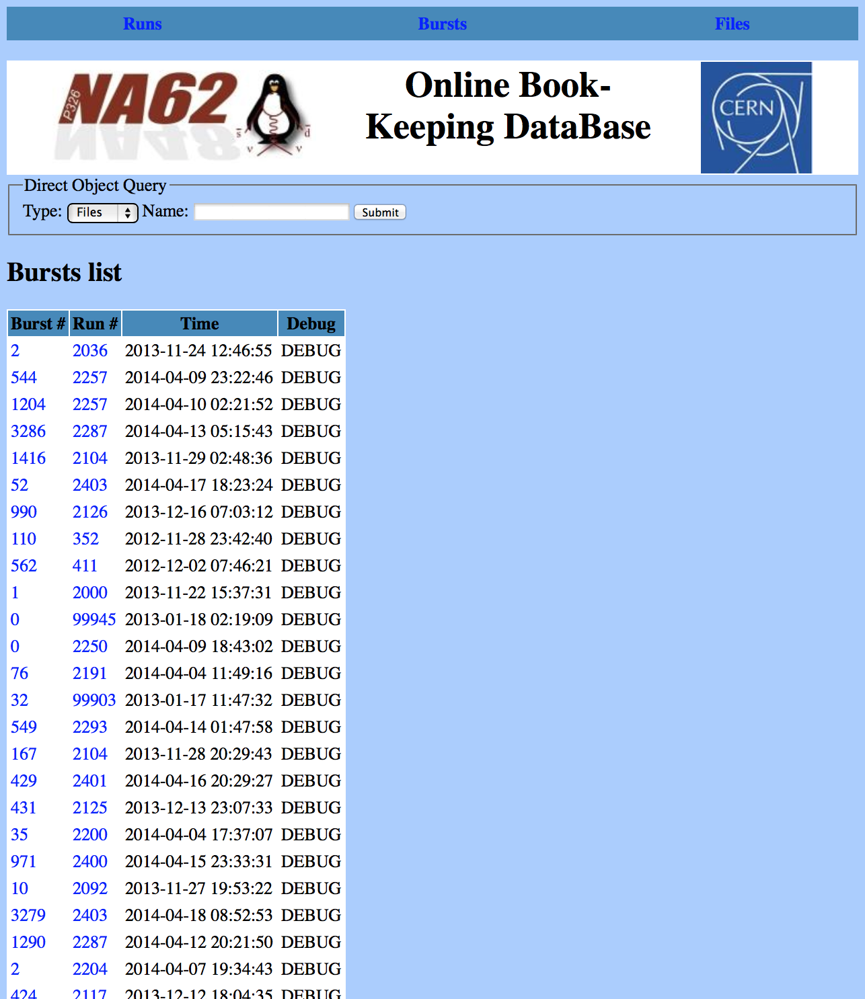 Runs Bursts Files
P326 NA62
s d
ν ν
Online Book-
Keeping DataBase
CERN
Direct Object Query
Type: Files Name: Submit
Bursts list
Burst # Run # Time Debug
2 2036 2013-11-24 12:46:55 DEBUG
544 2257 2014-04-09 23:22:46 DEBUG
1204 2257 2014-04-10 02:21:52 DEBUG
3286 2287 2014-04-13 05:15:43 DEBUG
1416 2104 2013-11-29 02:48:36 DEBUG
52 2403 2014-04-17 18:23:24 DEBUG
990 2126 2013-12-16 07:03:12 DEBUG
110 352 2012-11-28 23:42:40 DEBUG
562 411 2012-12-02 07:46:21 DEBUG
1 2000 2013-11-22 15:37:31 DEBUG
0 99945 2013-01-18 02:19:09 DEBUG
0 2250 2014-04-09 18:43:02 DEBUG
76 2191 2014-04-04 11:49:16 DEBUG
32 99903 2013-01-17 11:47:32 DEBUG
549 2293 2014-04-14 01:47:58 DEBUG
167 2104 2013-11-28 20:29:43 DEBUG
429 2401 2014-04-16 20:29:27 DEBUG
431 2125 2013-12-13 23:07:33 DEBUG
35 2200 2014-04-04 17:37:07 DEBUG
971 2400 2014-04-15 23:33:31 DEBUG
10 2092 2013-11-27 19:53:22 DEBUG
3279 2403 2014-04-18 08:52:53 DEBUG
1290 2287 2014-04-12 20:21:50 DEBUG
2 2204 2014-04-07 19:34:43 DEBUG
424 2117 2013-12-12 18:04:35 DEBUG